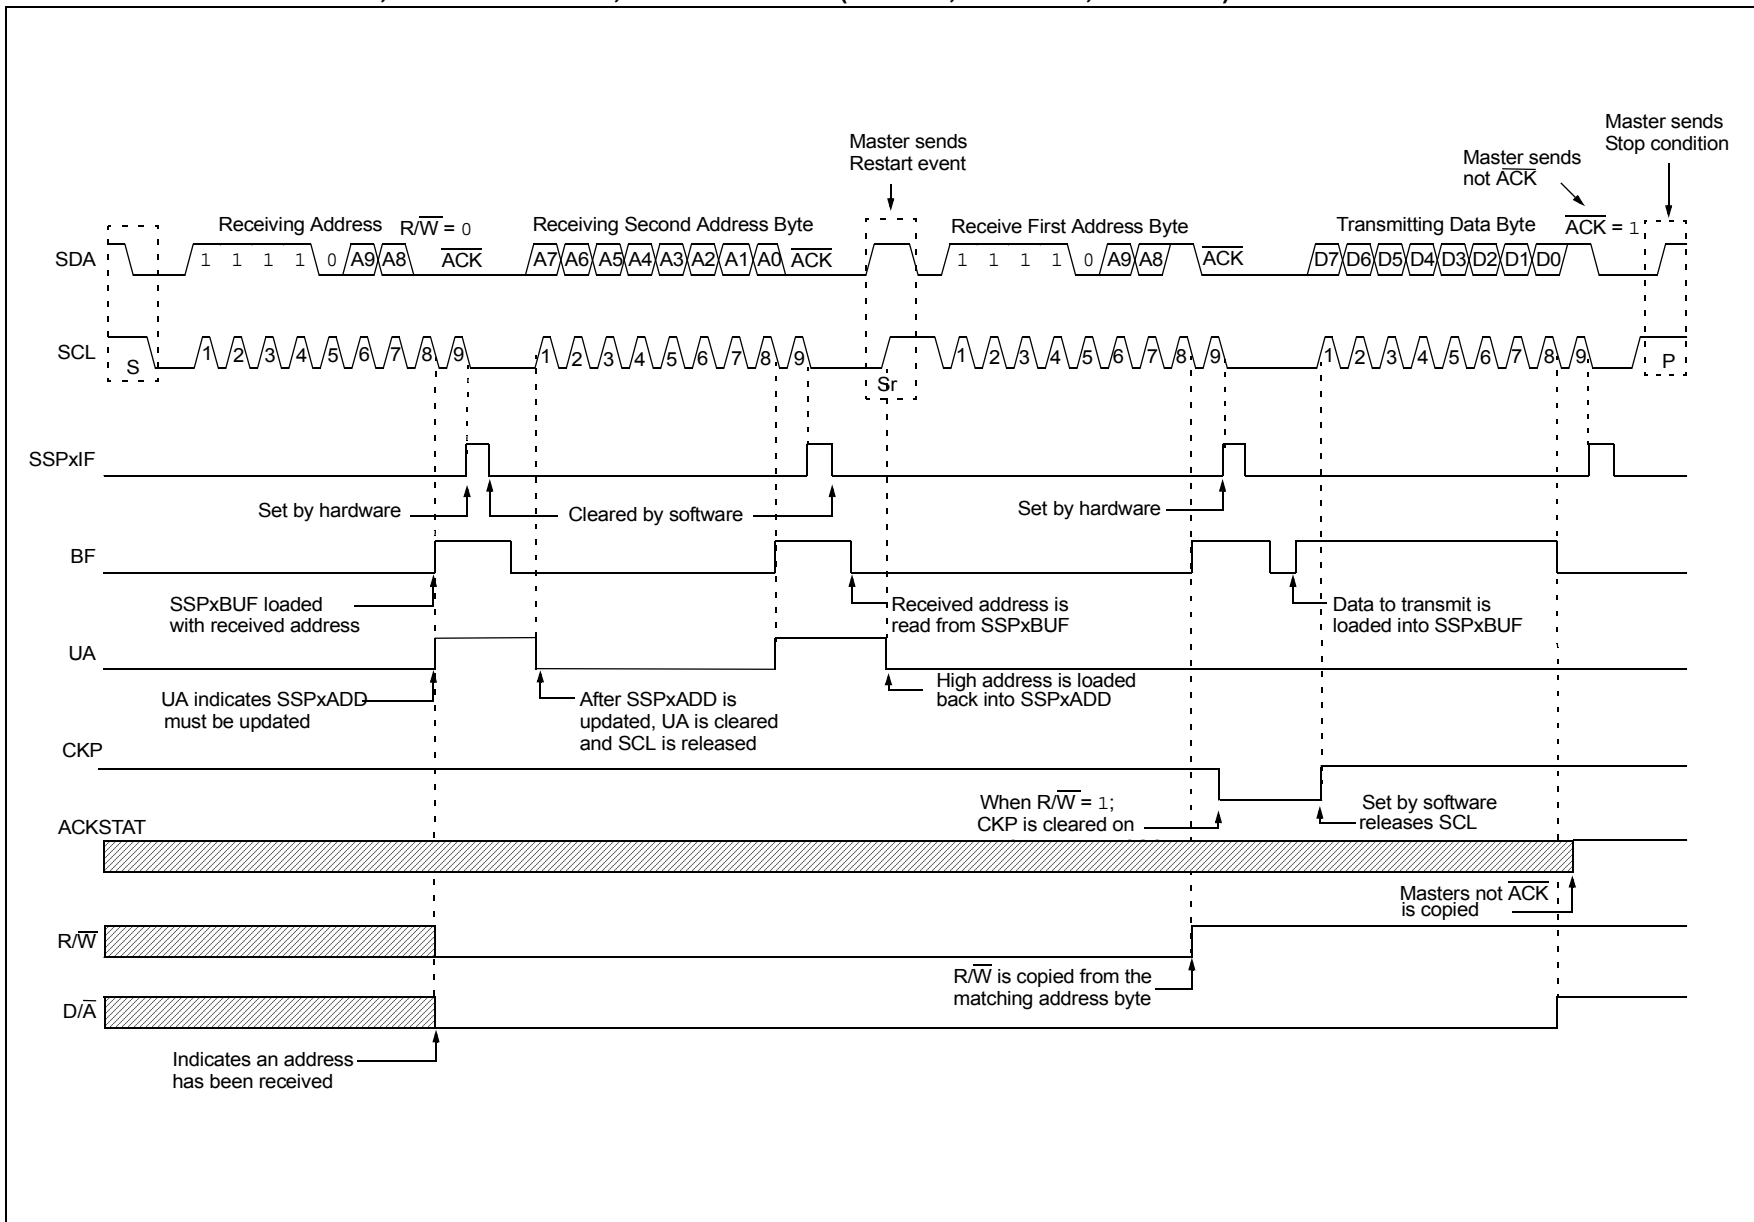 Master sends
Stop condition
Master sends
Restart event
Master sends
not ACK
Receiving Address R/W = 0
Receiving Second Address Byte
Receive First Address Byte
Transmitting Data Byte
ACK = 1
SDA 1 1 1 1 0 A9 A8 ACK A7 A6 A5 A4 A3 A2 A1 A0 ACK 1 1 1 1 0 A9 A8 ACK D7 D6 D5 D4 D3 D2 D1 D0
SCL 1 2 3 4 5 6 7 8 9 1 2 3 4 5 6 7 8 9 1 2 3 4 5 6 7 8 9 1 2 3 4 5 6 7 8 9
S Sr P
SSPxIF
Set by hardware Cleared by software Set by hardware
BF
SSPxBUF loaded
with received address
Received address is
read from SSPxBUF
Data to transmit is
loaded into SSPxBUF
UA
UA indicates SSPxADD
must be updated
After SSPxADD is
updated, UA is cleared
and SCL is released
High address is loaded
back into SSPxADD
CKP
When R/W = 1;
CKP is cleared on
Set by software
releases SCL
ACKSTAT
Masters not ACK
is copied
R/W
R/W is copied from the
matching address byte
D/A
Indicates an address
has been received